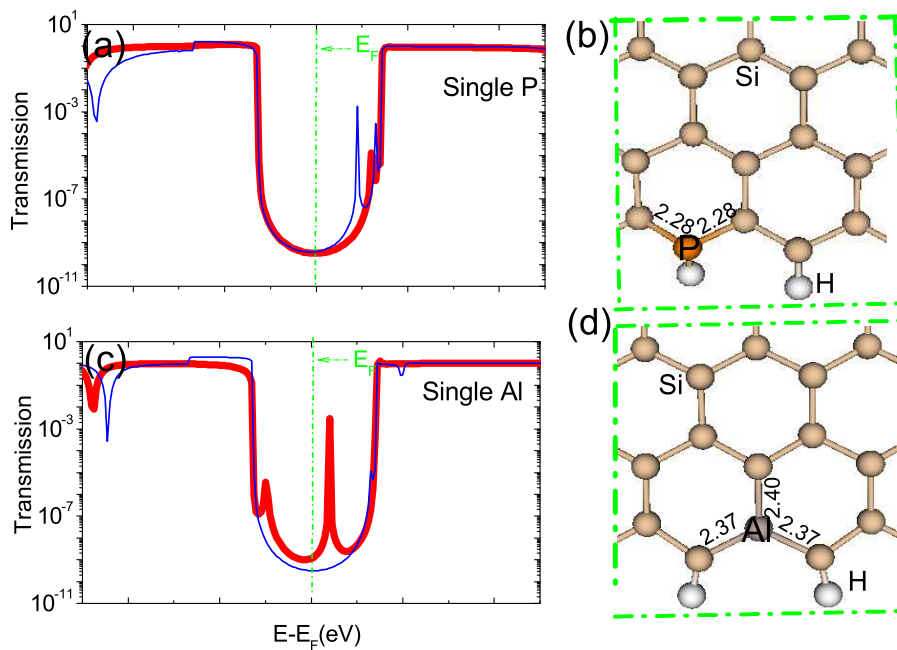 10^1
(a)
E_F
Single P
10^-3
10^-7
10^-11
Transmission
(b)
Si
2.28
2.28
P
H
10^1
(c)
E_F
Single Al
10^-3
10^-7
10^-11
Transmission
E-E_F(eV)
(d)
Si
2.40
2.37
Al
2.37
H